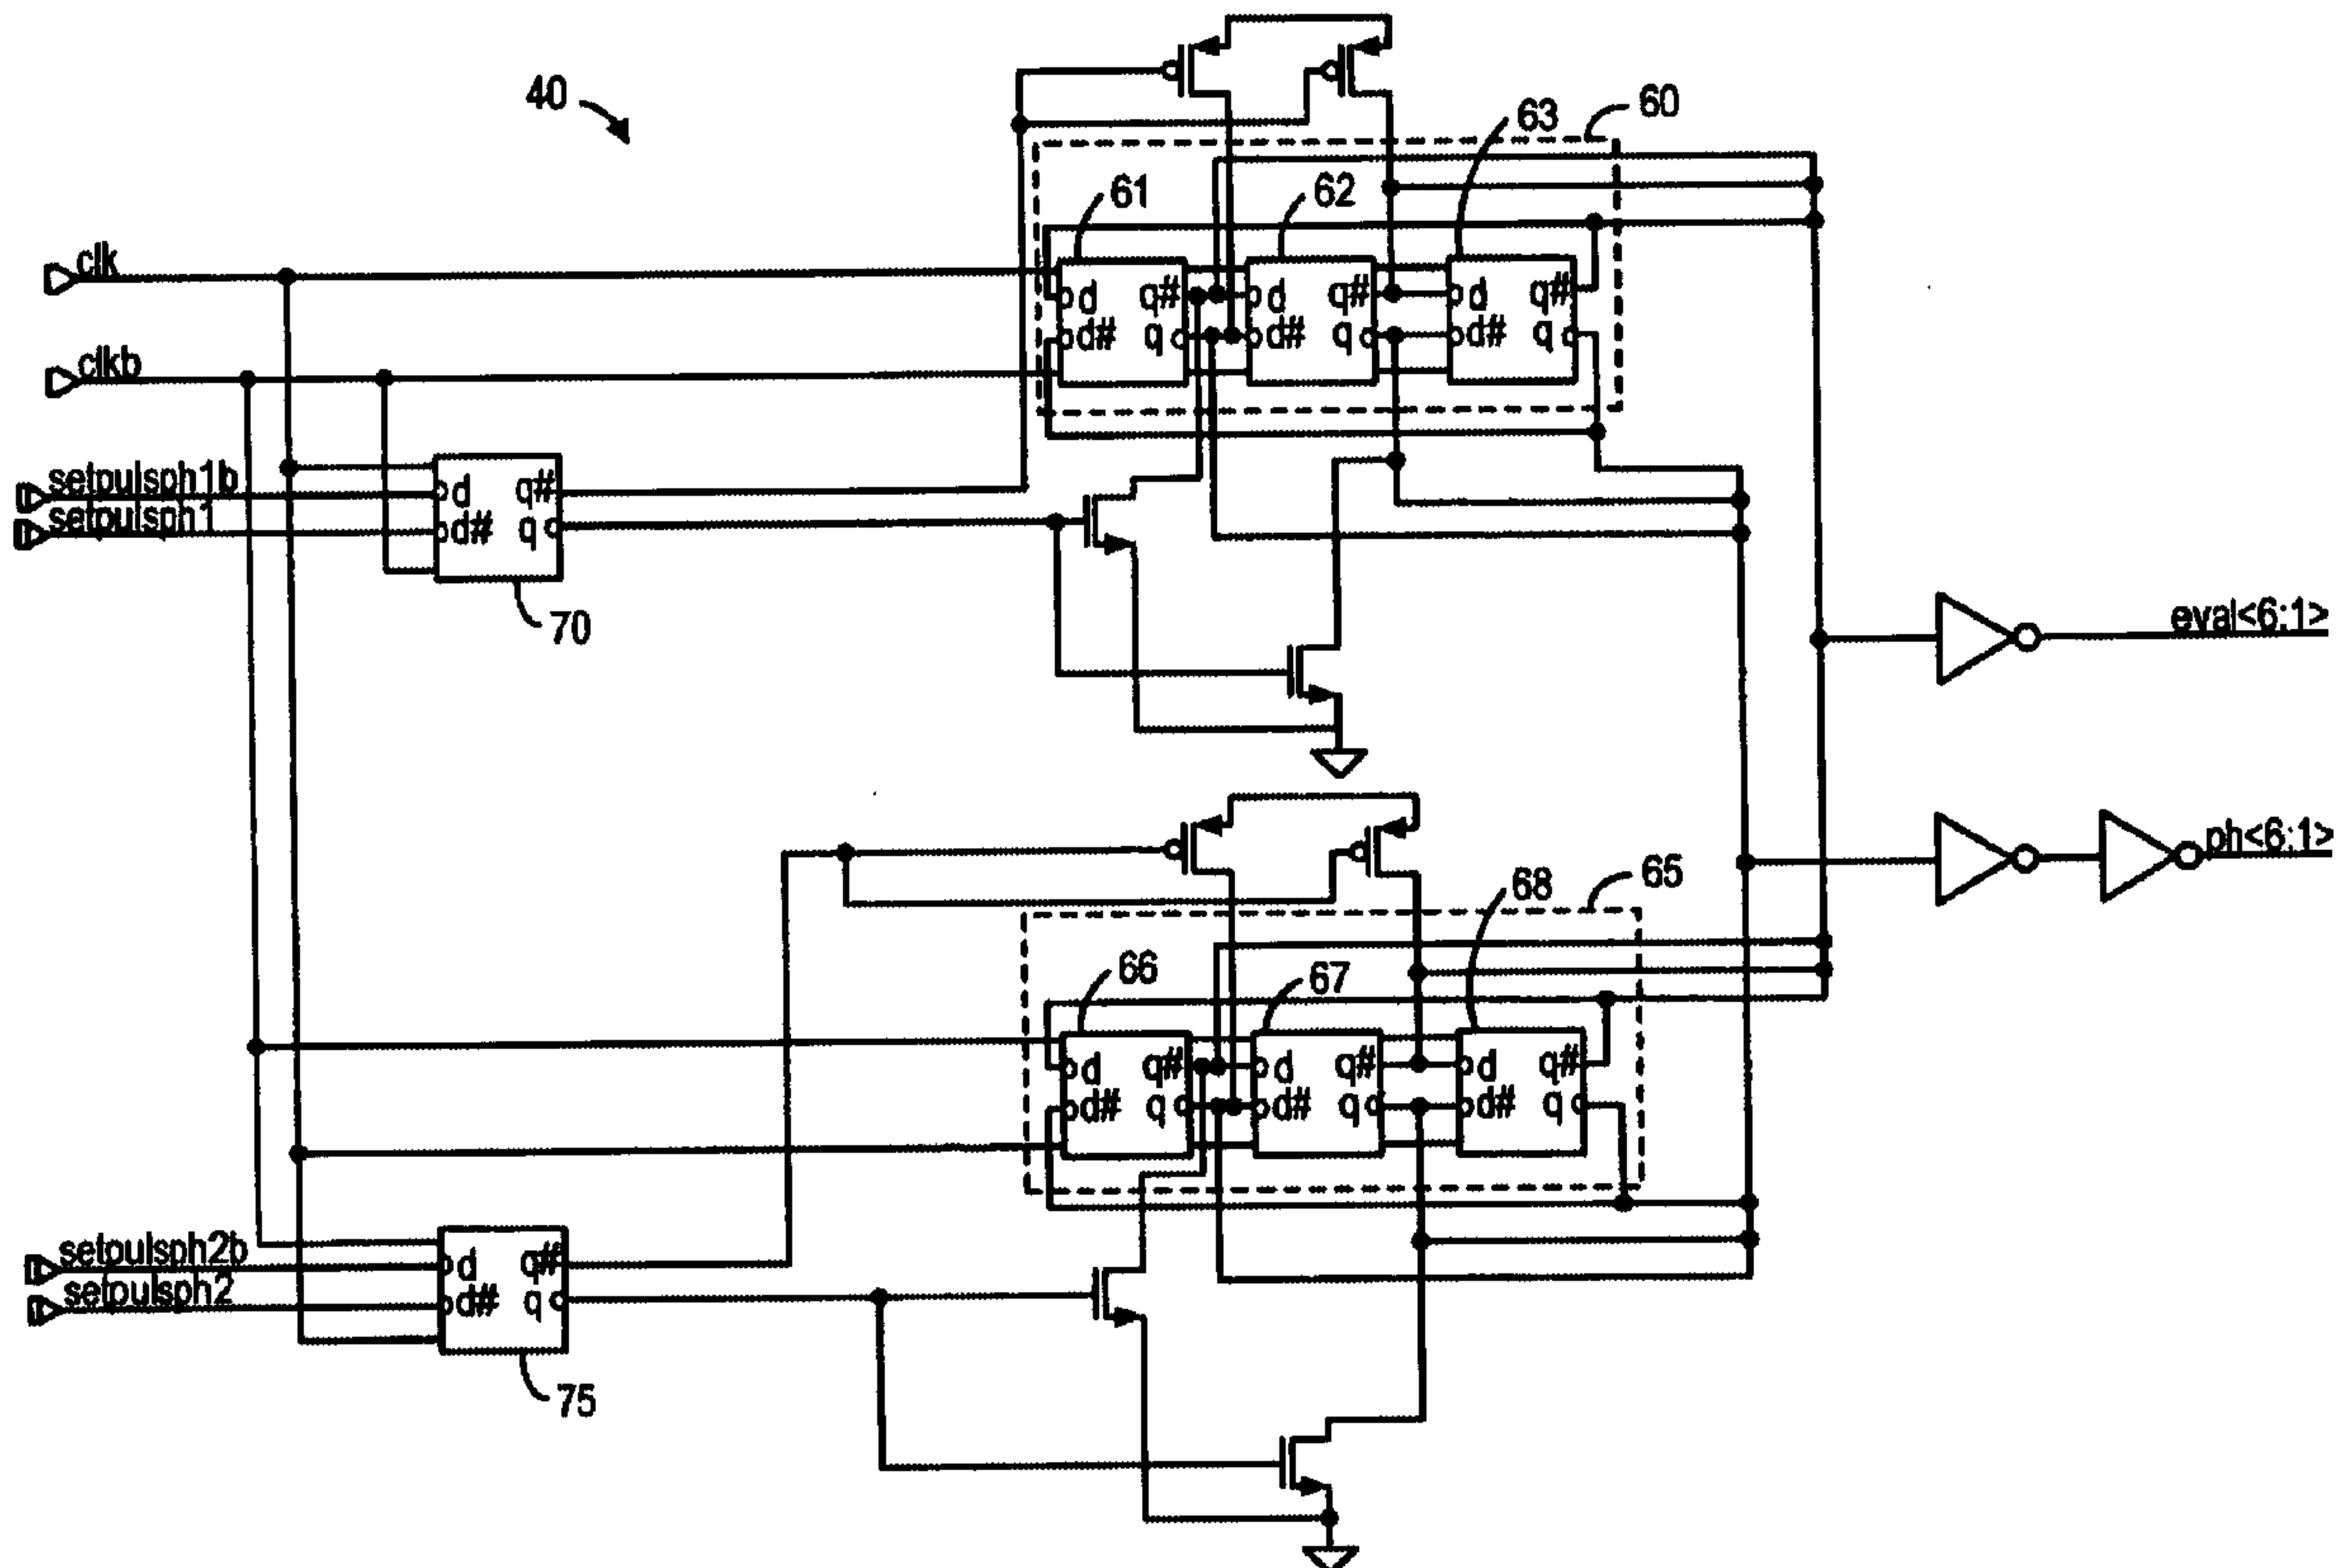 40
60
63
61
62
clk
d q# d q# d q#
d# q d# q d# q
clkb
setpulsph1b
d q#
setpulsph1
d# q
70
eval<6:1>
ph<6:1>
65
68
66
67
d q# d q# d q#
d# q d# q d# q
setpulsph2b
d q#
setpulsph2
d# q
75